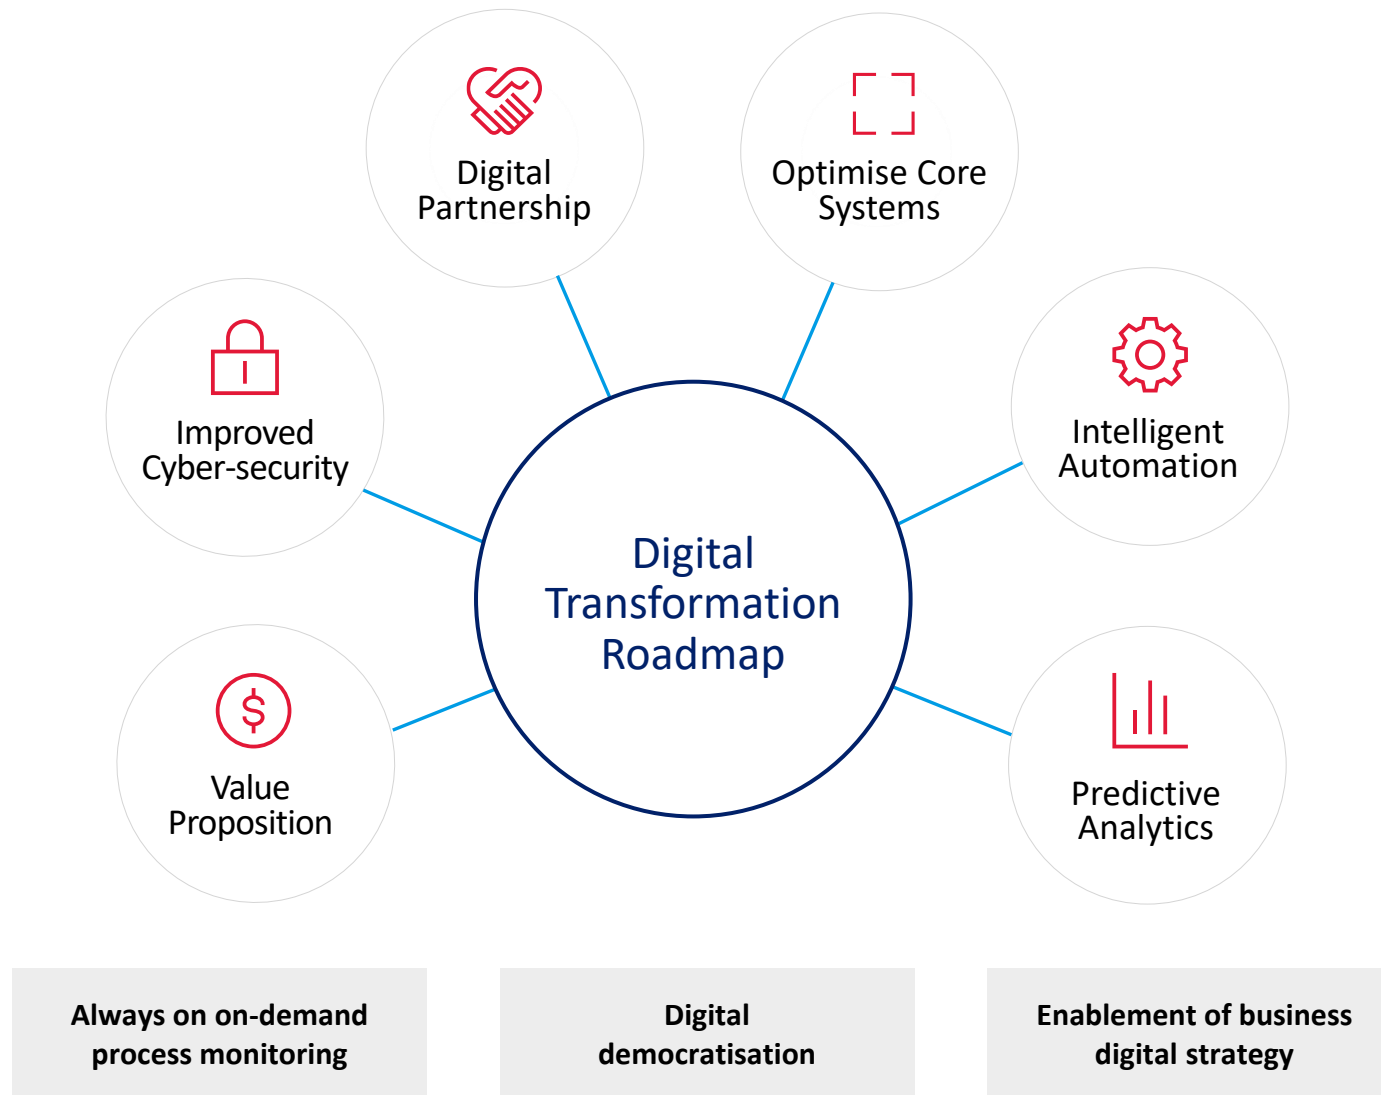 Digital
Partnership
Optimise Core
Systems
Improved
Cyber-security
Intelligent
Automation
Digital
Transformation
Roadmap
$
Value
Proposition
Predictive
Analytics
Always on on-demand
process monitoring
Digital
democratisation
Enablement of business
digital strategy